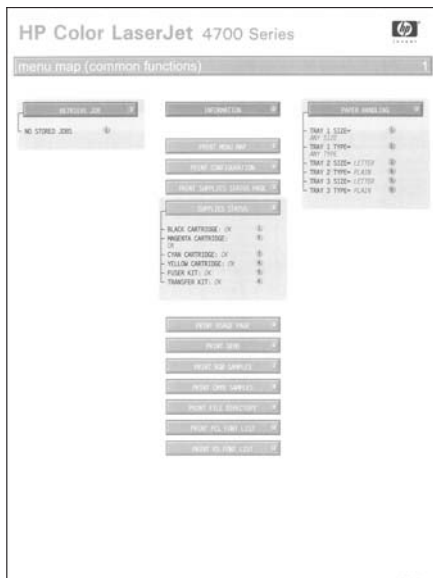 HP Color LaserJet 4700 Series
hp
invent
menu map (common functions) 1
RETRIEVE JOB
NO STORED JOBS
INFORMATION
PRINT MENU MAP
PRINT CONFIGURATION
PRINT SUPPLIES STATUS PAGE
SUPPLIES STATUS
BLACK CARTRIDGE: OK
MAGENTA CARTRIDGE:
OK
CYAN CARTRIDGE: OK
YELLOW CARTRIDGE: OK
FUSER KIT: OK
TRANSFER KIT: OK
PRINT USAGE PAGE
PRINT DEMO
PRINT RGB SAMPLES
PRINT CMYK SAMPLES
PRINT FILE DIRECTORY
PRINT PCL FONT LIST
PRINT PS FONT LIST
PAPER HANDLING
TRAY 1 SIZE=
ANY SIZE
TRAY 1 TYPE=
ANY TYPE
TRAY 2 SIZE= LETTER
TRAY 2 TYPE= PLAIN
TRAY 3 SIZE= LETTER
TRAY 3 TYPE= PLAIN